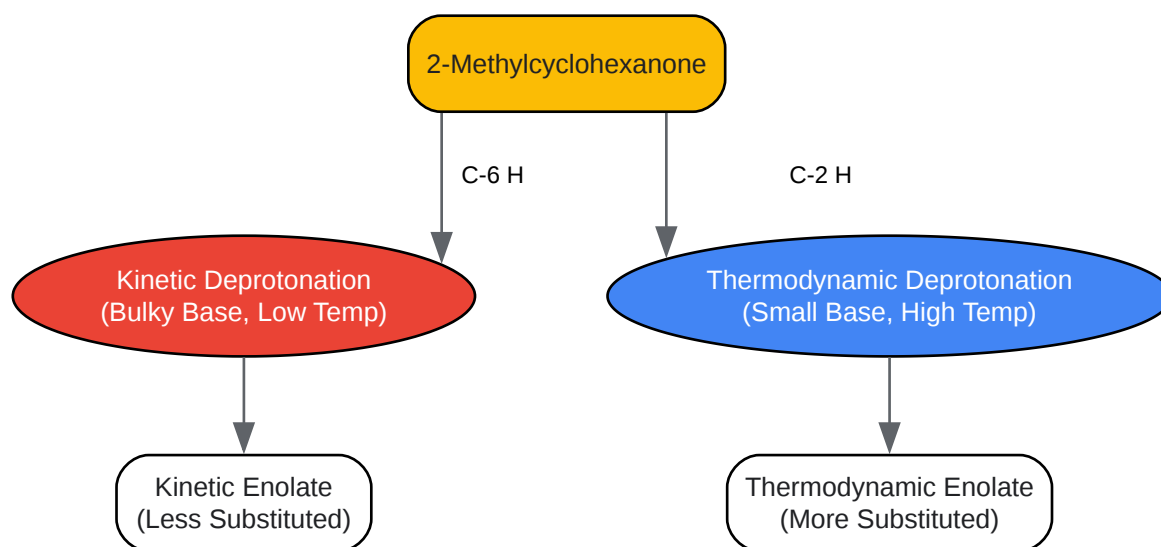 2-Methylcyclohexanone
C-6 H
C-2 H
Kinetic Deprotonation
(Bulky Base, Low Temp)
Thermodynamic Deprotonation
(Small Base, High Temp)
Kinetic Enolate
(Less Substituted)
Thermodynamic Enolate
(More Substituted)